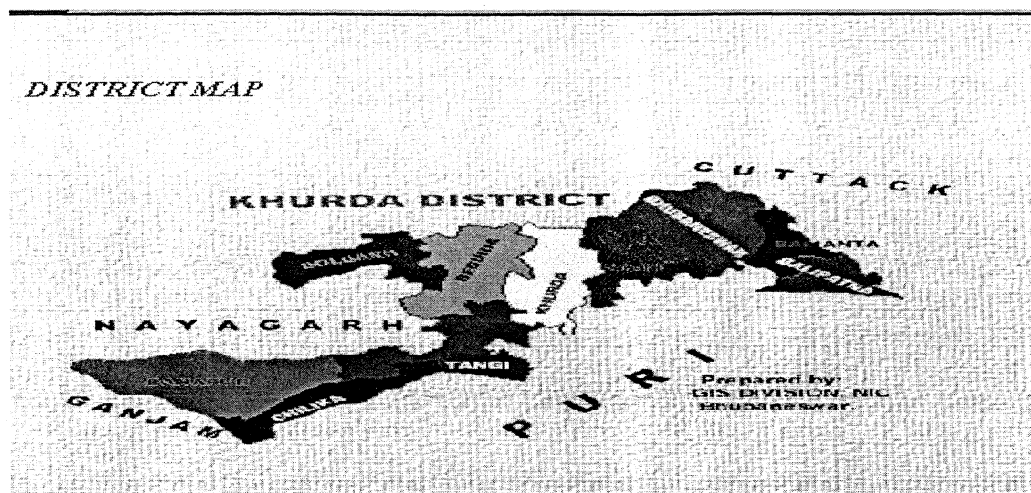 DISTRICT MAP
CUTTACK
KHURDA DISTRICT
BHUBANESWAR
BALIANTA
BOLGARH
BEGUNIA
BALIPATNA
KHURDA
NAYAGARH
TANGI
BANAPUR
CHILIKA
GANJAM
PURI
Prepared by:
GIS DIVISION, NIC
Bhubaneswar.